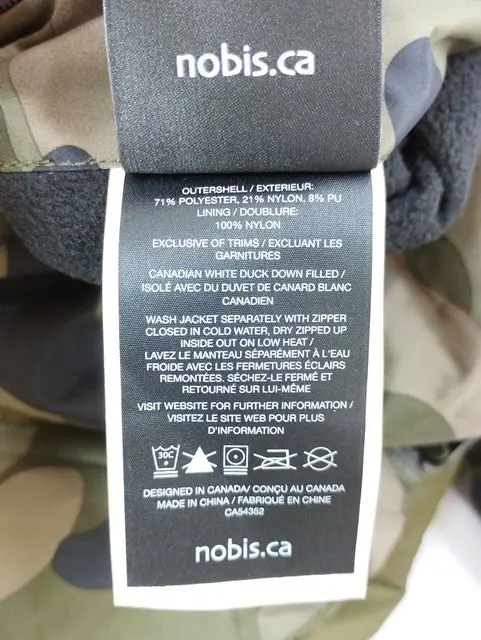 nobis.ca
OUTERSHELL / EXTERIEUR:
71% POLYESTER, 21% NYLON, 8% PU
LINING / DOUBLURE:
100% NYLON
EXCLUSIVE OF TRIMS / EXCLUANT LES
GARNITURES
CANADIAN WHITE DUCK DOWN FILLED /
ISOLÉ AVEC DU DUVET DE CANARD BLANC
CANADIEN
WASH JACKET SEPARATELY WITH ZIPPER
CLOSED IN COLD WATER, DRY ZIPPED UP
INSIDE OUT ON LOW HEAT /
LAVEZ LE MANTEAU SÉPARÉMENT À L'EAU
FROIDE AVEC LES FERMETURES ÉCLAIRS
REMONTÉES. SÉCHEZ-LE FERMÉ ET
RETOURNÉ SUR LUI-MÊME
VISIT WEBSITE FOR FURTHER INFORMATION /
VISITEZ LE SITE WEB POUR PLUS
D'INFORMATION
30C
DESIGNED IN CANADA/ CONÇU AU CANADA
MADE IN CHINA / FABRIQUÉ EN CHINE
CA54352
nobis.ca